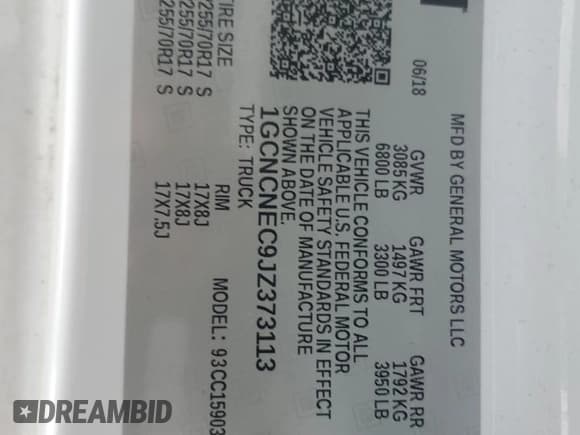 MFD BY GENERAL MOTORS LLC
06/18
GVWR GAWR FRT GAWR RR
3085 KG 1497 KG 1792 KG
6800 LB 3300 LB 3950 LB
THIS VEHICLE CONFORMS TO ALL
APPLICABLE U.S. FEDERAL MOTOR
VEHICLE SAFETY STANDARDS IN EFFECT
ON THE DATE OF MANUFACTURE
SHOWN ABOVE.
1GCNCNEC9JZ373113
TYPE: TRUCK MODEL: 93CC15903
TIRE SIZE RIM
255/70R17 S 17X8J
255/70R17 S 17X8J
255/70R17 S 17X7.5J
DREAMBID